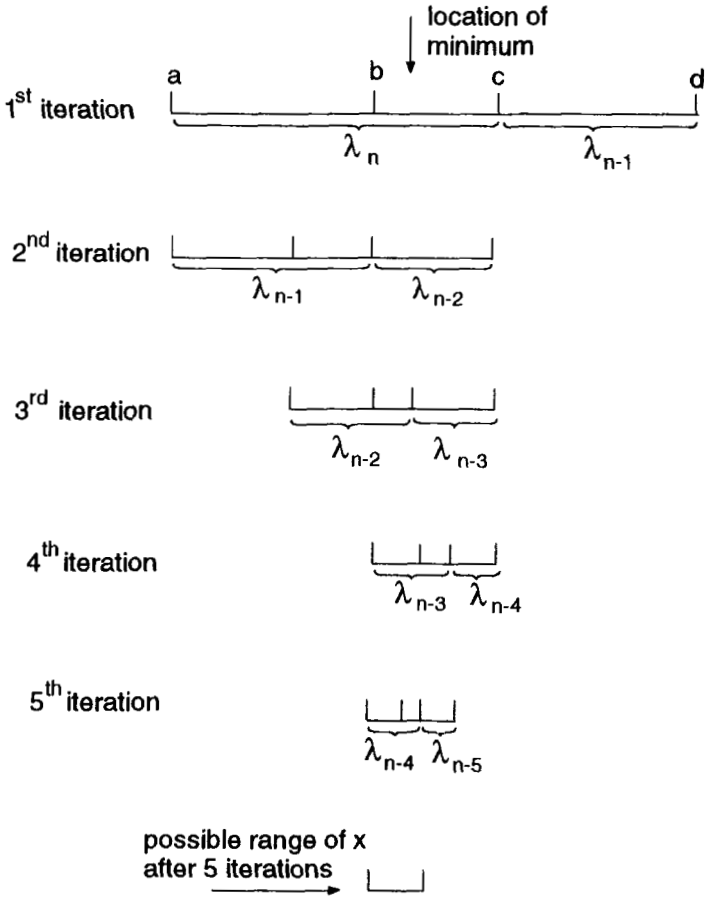 location of
minimum
a b c d
1st iteration
λn λn-1
2nd iteration
λn-1 λn-2
3rd iteration
λn-2 λn-3
4th iteration
λn-3 λn-4
5th iteration
λn-4 λn-5
possible range of x
after 5 iterations